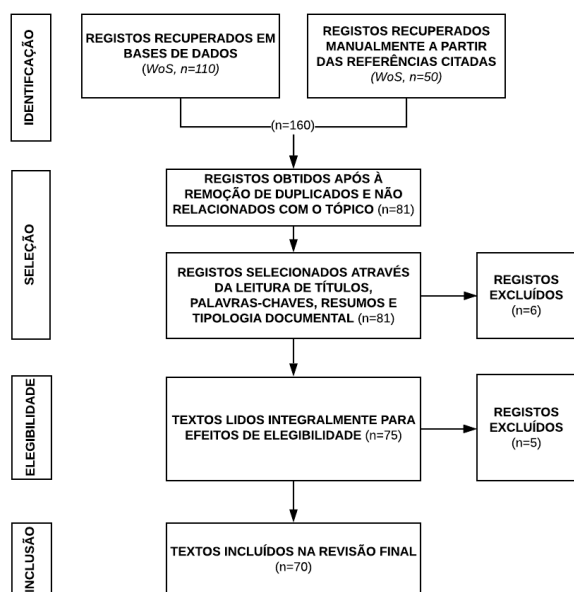 IDENTIFCAÇÃO
REGISTOS RECUPERADOS EM
BASES DE DADOS
(WoS, n=110)
REGISTOS RECUPERADOS
MANUALMENTE A PARTIR
DAS REFERÊNCIAS CITADAS
(WoS, n=50)
(n=160)
SELEÇÃO
REGISTOS OBTIDOS APÓS À
REMOÇÃO DE DUPLICADOS E NÃO
RELACIONADOS COM O TÓPICO (n=81)
REGISTOS SELECIONADOS ATRAVÉS
DA LEITURA DE TÍTULOS,
PALAVRAS-CHAVES, RESUMOS E
TIPOLOGIA DOCUMENTAL (n=81)
REGISTOS
EXCLUÍDOS
(n=6)
ELEGIBILIDADE
TEXTOS LIDOS INTEGRALMENTE PARA
EFEITOS DE ELEGIBILIDADE (n=75)
REGISTOS
EXCLUÍDOS
(n=5)
INCLUSÃO
TEXTOS INCLUÍDOS NA REVISÃO FINAL
(n=70)